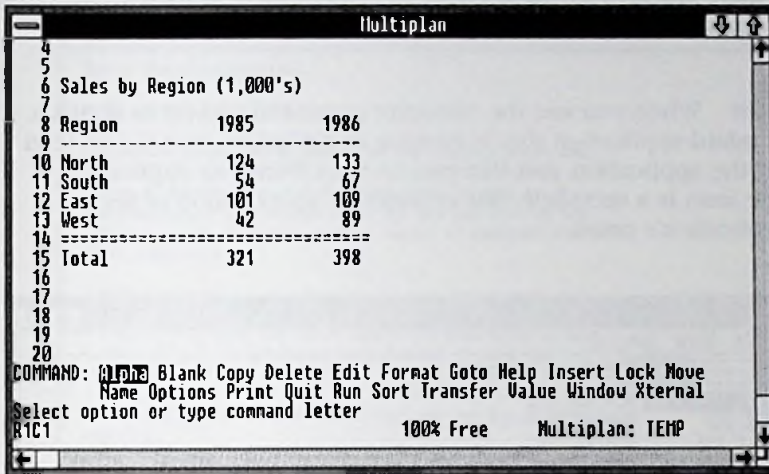 Multiplan
4
5
6 Sales by Region (1,000's)
7
8 Region 1985 1986
9 --------------------------------
10 North 124 133
11 South 54 67
12 East 101 109
13 West 42 89
14 ================================
15 Total 321 398
16
17
18
19
20
COMMAND: Alpha Blank Copy Delete Edit Format Goto Help Insert Lock Move
Name Options Print Quit Run Sort Transfer Value Window Xternal
Select option or type command letter
R1C1 100% Free Multiplan: TEMP